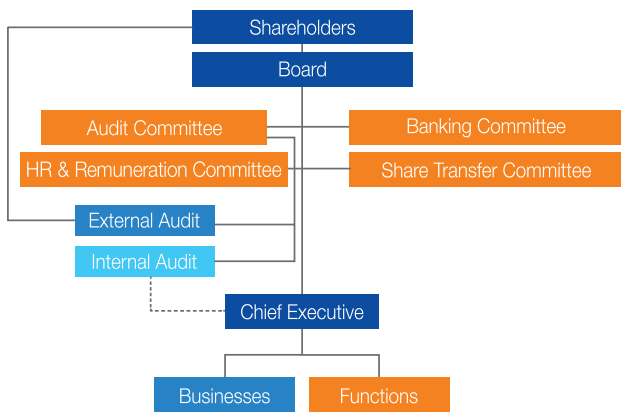 Shareholders
Board
Audit Committee
Banking Committee
HR & Remuneration Committee
Share Transfer Committee
External Audit
Internal Audit
Chief Executive
Businesses
Functions